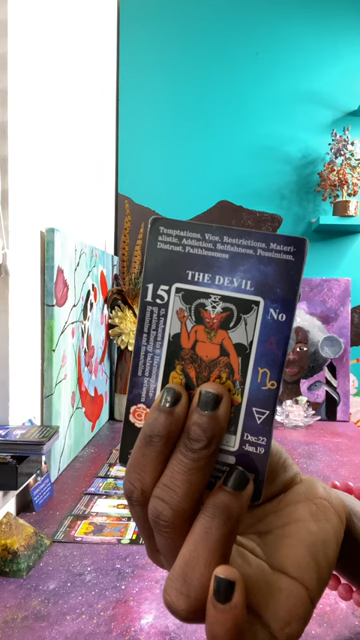 Temptations, Vice, Restrictions, Materi-
alistic, Addiction, Selfishness, Pessimism,
Distrust, Faithlessness
THE DEVIL
15
No
Dec.22
-Jan.19